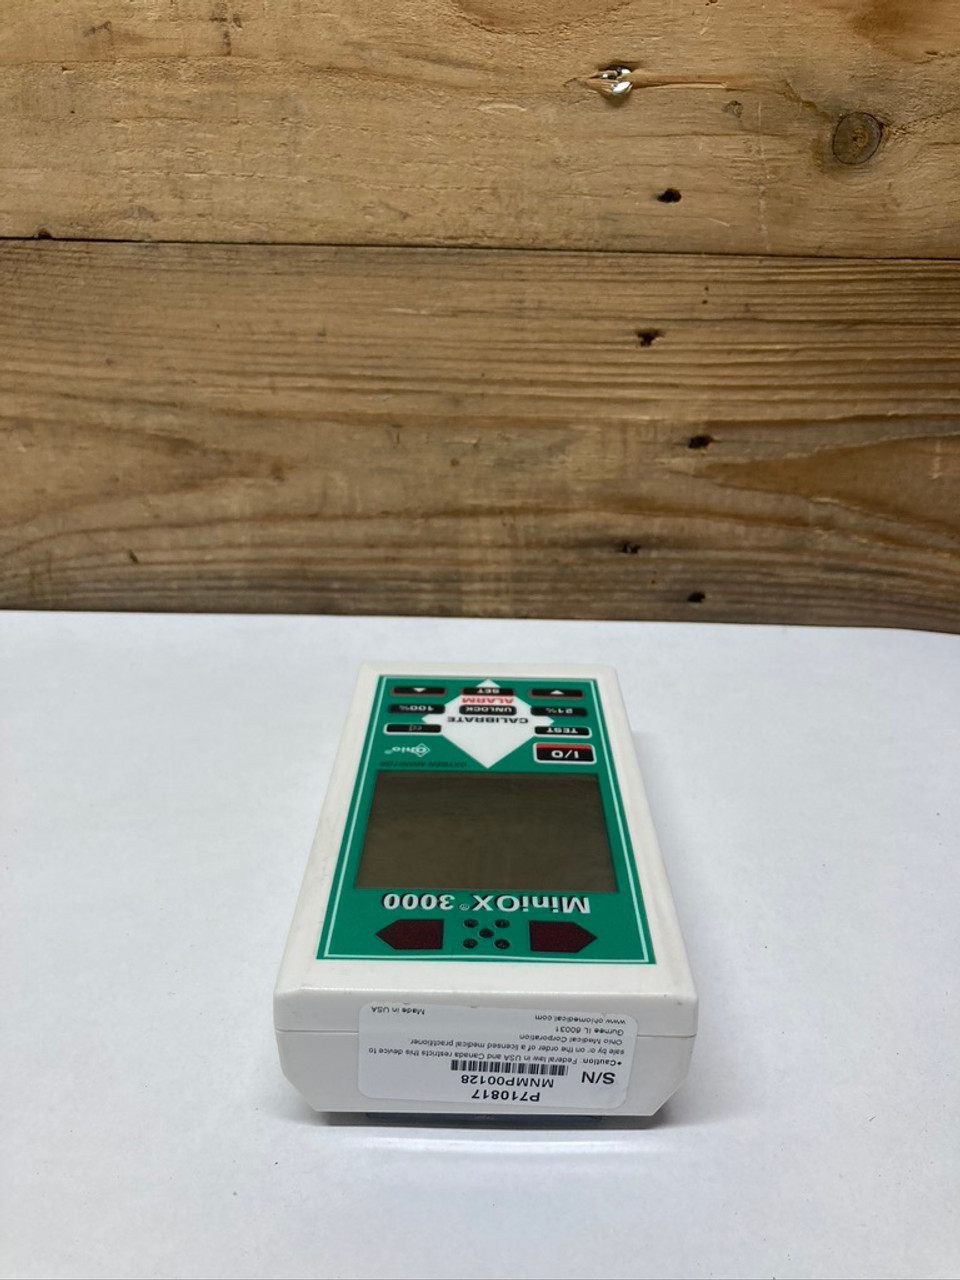 P710817
S/N MNMP00128
•Caution: Federal law in USA and Canada restricts this device to
sale by or on the order of a licensed medical practitioner
Ohio Medical Corporation
Gurnee IL 60031
www.ohiomedical.com
Made in USA
MiniOX® 3000
OXYGEN MONITOR
I/O
Ohio®
TEST
CALIBRATE
21%
UNLOCK
100%
ALARM
SET